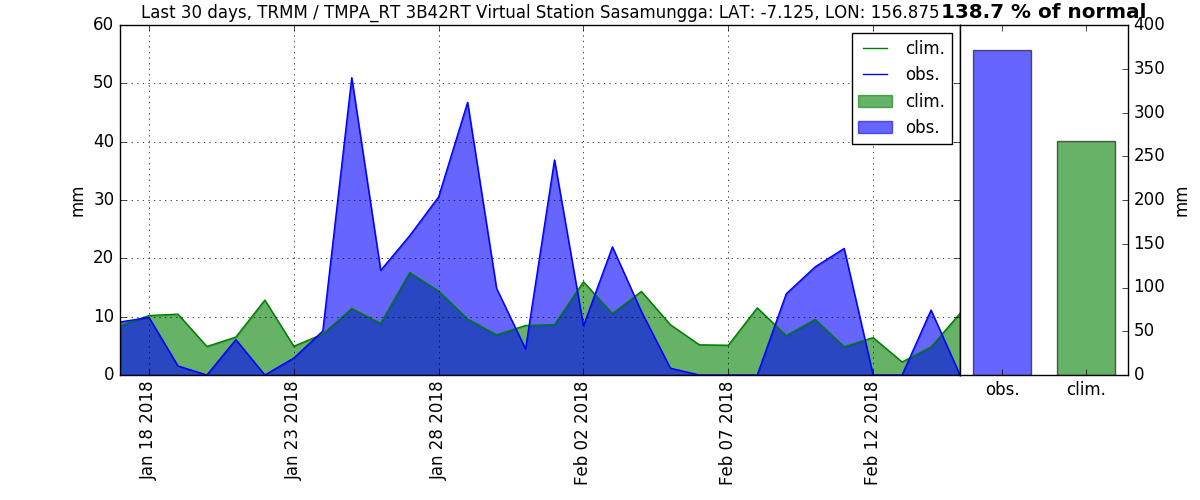 Last 30 days, TRMM / TMPA_RT 3B42RT Virtual Station Sasamungga: LAT: -7.125, LON: 156.875
138.7 % of normal
60
50
40
30
20
10
0
mm
clim.
obs.
clim.
obs.
Jan 18 2018
Jan 23 2018
Jan 28 2018
Feb 02 2018
Feb 07 2018
Feb 12 2018
400
350
300
250
200
150
100
50
0
mm
obs.
clim.